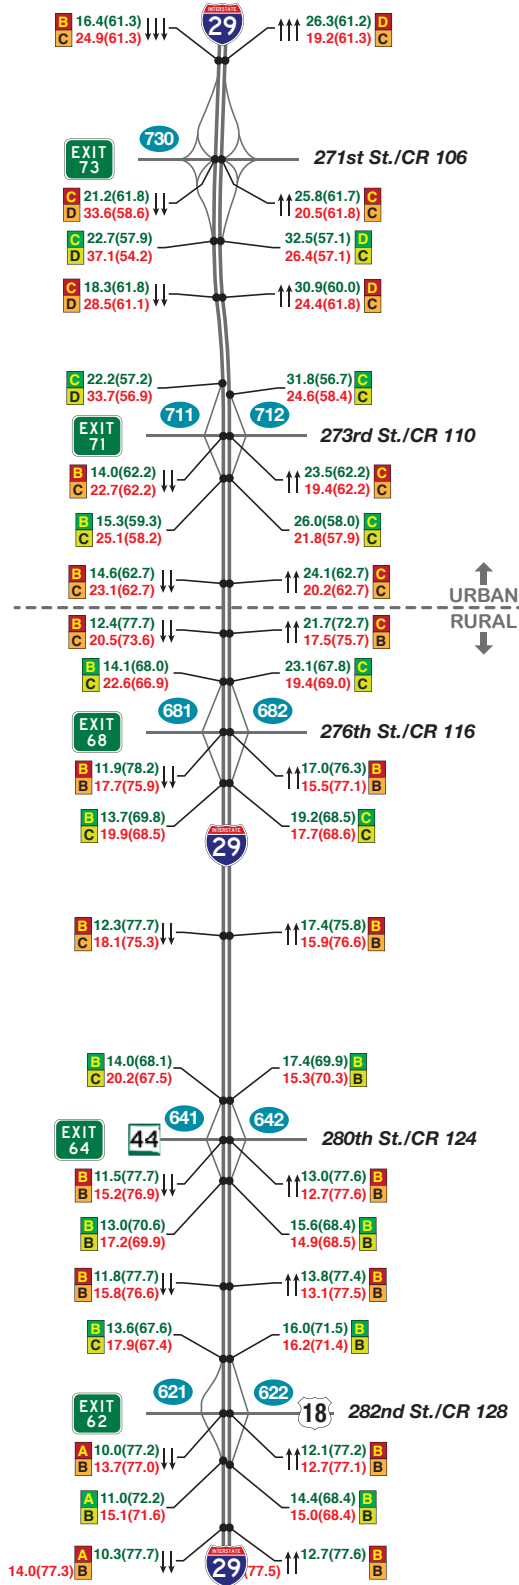 INTERSTATE
29
B 16.4(61.3) 26.3(61.2) D
C 24.9(61.3) 19.2(61.3) C
730
EXIT
73
271st St./CR 106
C 21.2(61.8) 25.8(61.7) C
D 33.6(58.6) 20.5(61.8) C
C 22.7(57.9) 32.5(57.1) D
D 37.1(54.2) 26.4(57.1) C
C 18.3(61.8) 30.9(60.0) D
D 28.5(61.1) 24.4(61.8) C
C 22.2(57.2) 31.8(56.7) C
D 33.7(56.9) 24.6(58.4) C
711 712
EXIT
71
273rd St./CR 110
B 14.0(62.2) 23.5(62.2) C
C 22.7(62.2) 19.4(62.2) C
B 15.3(59.3) 26.0(58.0) C
C 25.1(58.2) 21.8(57.9) C
B 14.6(62.7) 24.1(62.7) C
C 23.1(62.7) 20.2(62.7) C
URBAN
RURAL
B 12.4(77.7) 21.7(72.7) C
C 20.5(73.6) 17.5(75.7) B
B 14.1(68.0) 23.1(67.8) C
C 22.6(66.9) 19.4(69.0) C
681 682
EXIT
68
276th St./CR 116
B 11.9(78.2) 17.0(76.3) B
B 17.7(75.9) 15.5(77.1) B
B 13.7(69.8) 19.2(68.5) C
C 19.9(68.5) 17.7(68.6) C
INTERSTATE
29
B 12.3(77.7) 17.4(75.8) B
C 18.1(75.3) 15.9(76.6) B
B 14.0(68.1) 17.4(69.9) B
C 20.2(67.5) 15.3(70.3) B
641 642
EXIT
64
44
280th St./CR 124
B 11.5(77.7) 13.0(77.6) B
B 15.2(76.9) 12.7(77.6) B
B 13.0(70.6) 15.6(68.4) B
B 17.2(69.9) 14.9(68.5) B
B 11.8(77.7) 13.8(77.4) B
B 15.8(76.6) 13.1(77.5) B
B 13.6(67.6) 16.0(71.5) B
C 17.9(67.4) 16.2(71.4) B
621 622
EXIT
62
18
282nd St./CR 128
A 10.0(77.2) 12.1(77.2) B
B 13.7(77.0) 12.7(77.1) B
A 11.0(72.2) 14.4(68.4) B
B 15.1(71.6) 15.0(68.4) B
A 10.3(77.7) 12.7(77.6) B
14.0(77.3) B (77.5) B
INTERSTATE
29